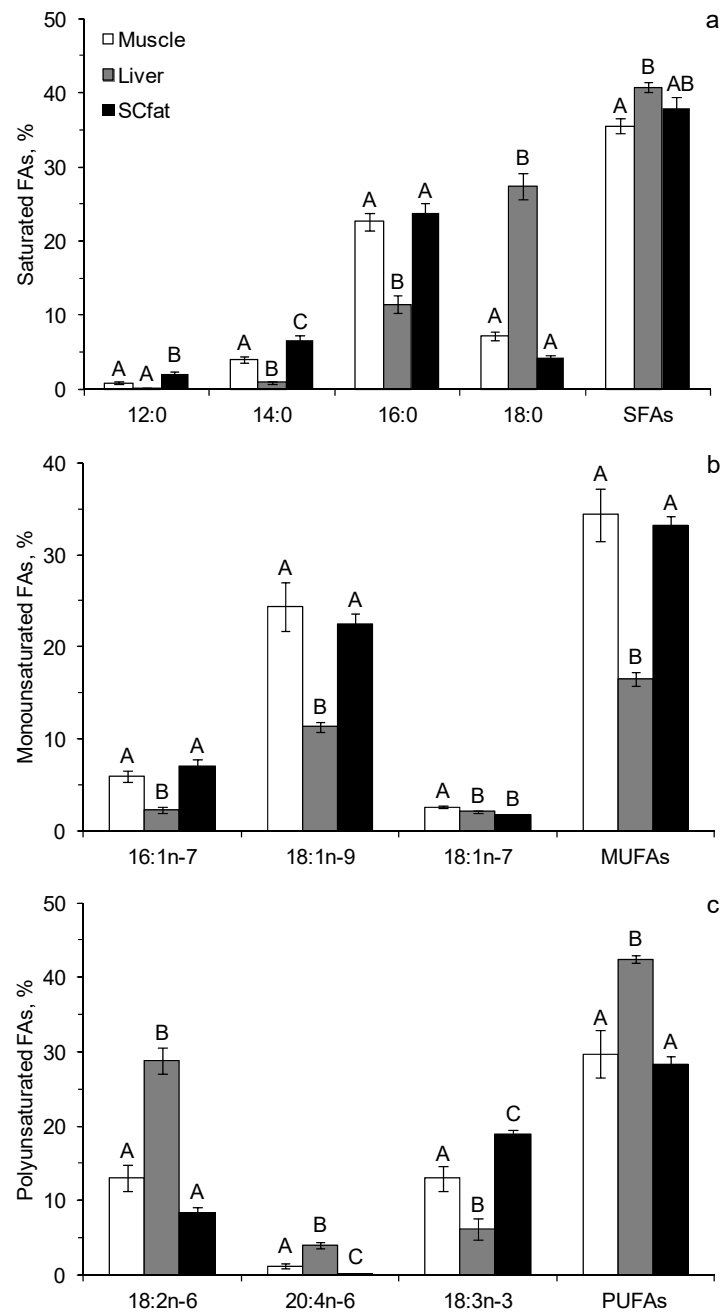 a
Saturated FAs, %
50
40
30
20
10
0
Muscle
Liver
SCfat
A A B
A B C
A B A
A B A
A B AB
12:0 14:0 16:0 18:0 SFAs
b
Monounsaturated FAs, %
40
30
20
10
0
A B A
A B A
A B B
A B A
16:1n-7 18:1n-9 18:1n-7 MUFAs
c
Polyunsaturated FAs, %
50
40
30
20
10
0
A B A
A B C
A B C
A B A
18:2n-6 20:4n-6 18:3n-3 PUFAs